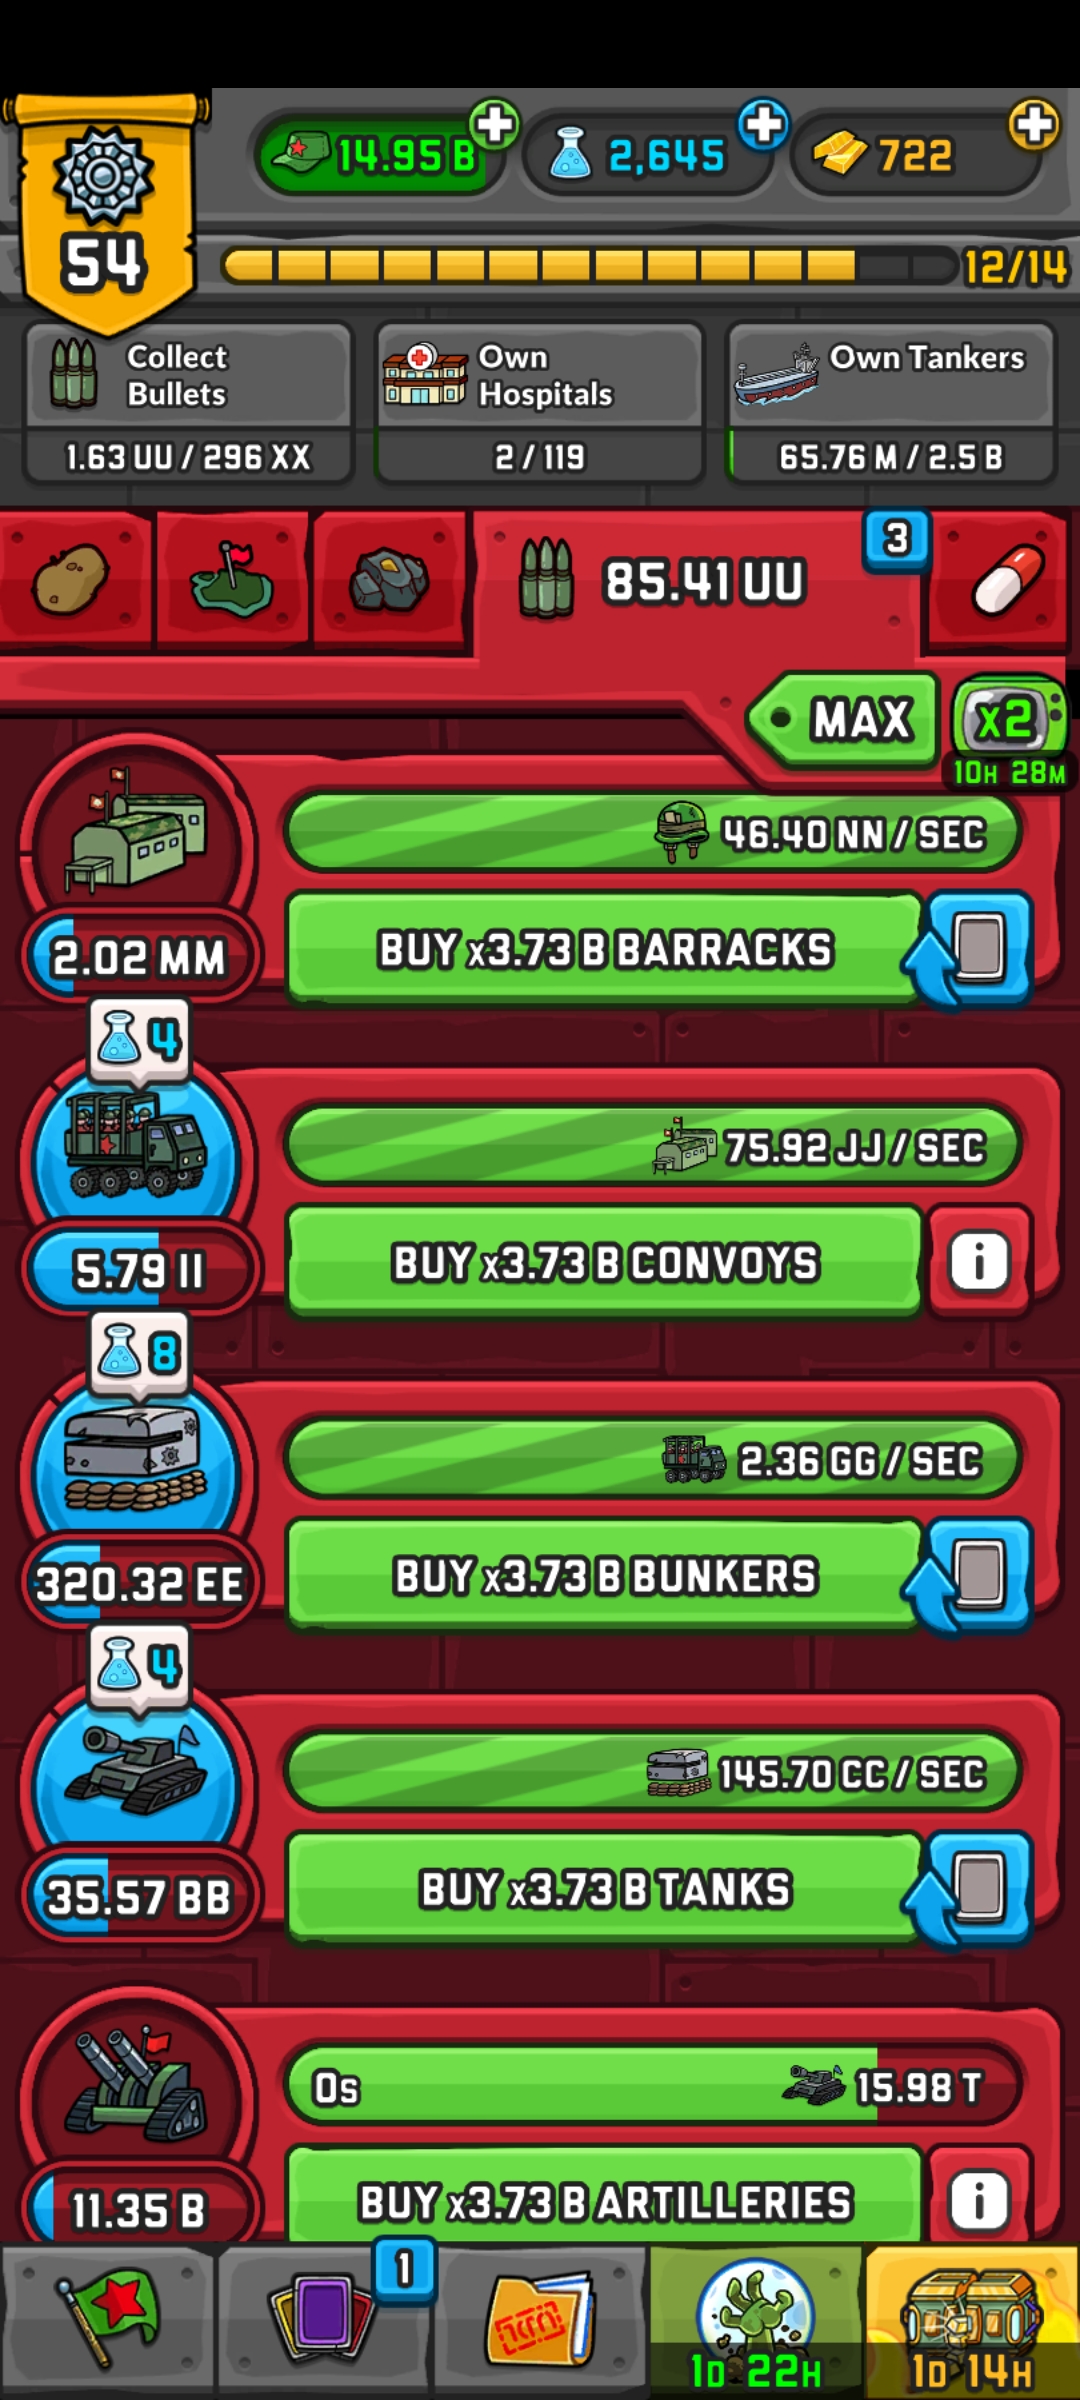 14.95 B
2,645
722
54
12/14
Collect
Bullets
1.63 UU / 296 XX
Own
Hospitals
2 / 119
Own Tankers
65.76 M / 2.5 B
85.41 UU
3
MAX
x2
10H 28M
46.40 NN / SEC
BUY x3.73 B BARRACKS
2.02 MM
4
75.92 JJ / SEC
BUY x3.73 B CONVOYS
i
5.79 II
8
2.36 GG / SEC
BUY x3.73 B BUNKERS
320.32 EE
4
145.70 CC / SEC
BUY x3.73 B TANKS
35.57 BB
0s
15.98 T
BUY x3.73 B ARTILLERIES
i
11.35 B
1
1D 22H
1D 14H